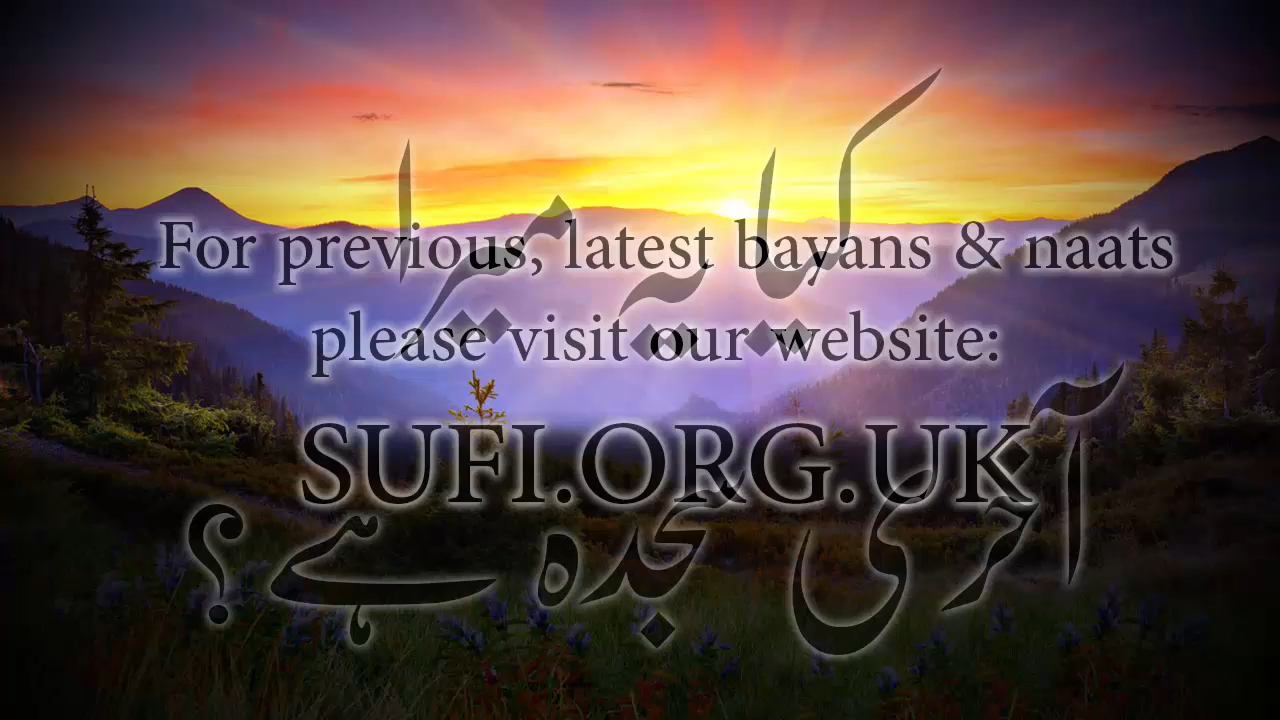 For previous, latest bayans & naats
please visit our website:
SUFI.ORG.UK
کیا یہ میرا
آخری سجدہ ہے؟